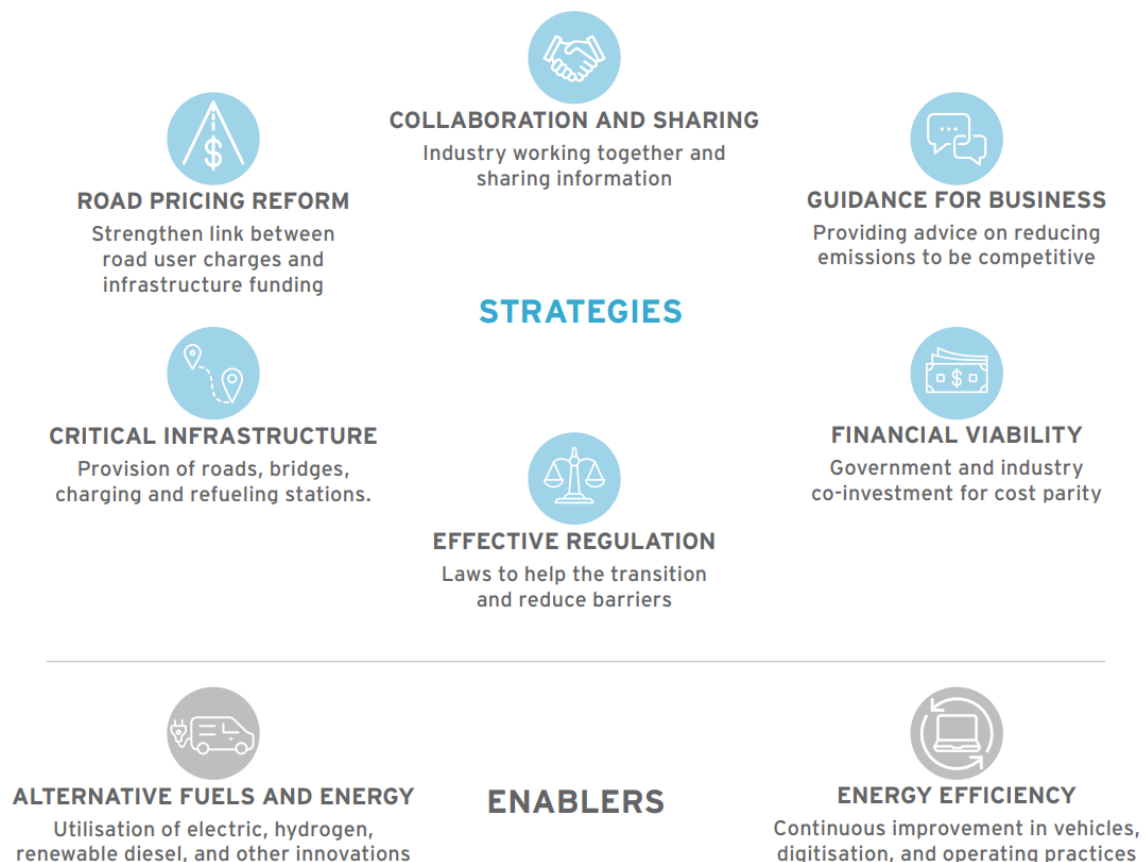 COLLABORATION AND SHARING
Industry working together and
sharing information
ROAD PRICING REFORM
Strengthen link between
road user charges and
infrastructure funding
GUIDANCE FOR BUSINESS
Providing advice on reducing
emissions to be competitive
STRATEGIES
CRITICAL INFRASTRUCTURE
Provision of roads, bridges,
charging and refueling stations.
FINANCIAL VIABILITY
Government and industry
co-investment for cost parity
EFFECTIVE REGULATION
Laws to help the transition
and reduce barriers
ALTERNATIVE FUELS AND ENERGY
Utilisation of electric, hydrogen,
renewable diesel, and other innovations
ENABLERS
ENERGY EFFICIENCY
Continuous improvement in vehicles,
digitisation, and operating practices